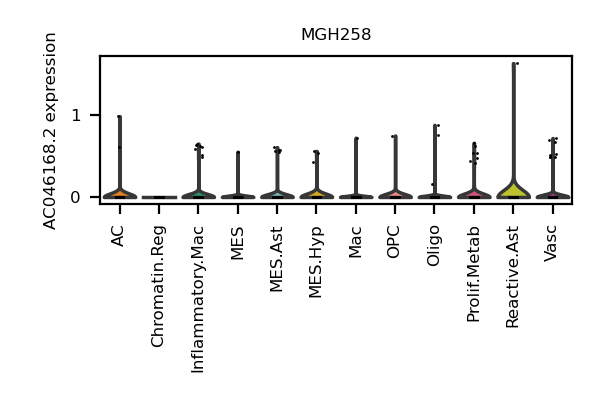 MGH258
AC046168.2 expression
1
0
AC
Chromatin.Reg
Inflammatory.Mac
MES
MES.Ast
MES.Hyp
Mac
OPC
Oligo
Prolif.Metab
Reactive.Ast
Vasc